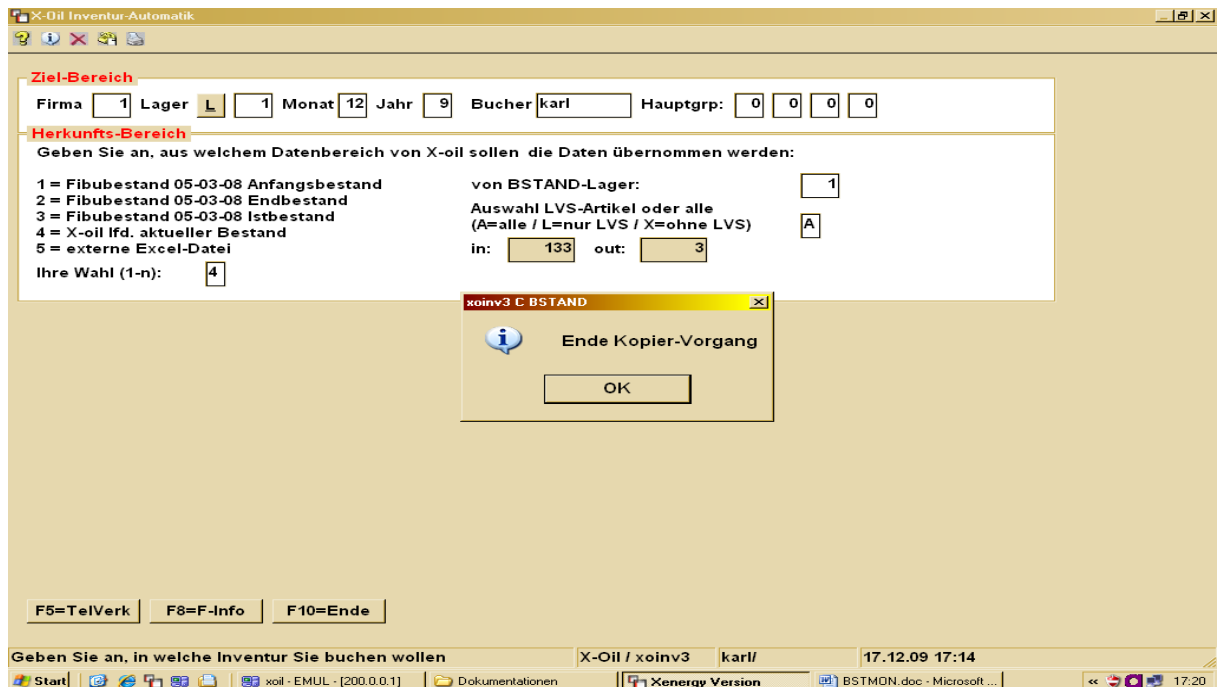 X-Oil Inventur-Automatik
Ziel-Bereich
Firma 1 Lager L 1 Monat 12 Jahr 9 Bucher karl Hauptgrp: 0 0 0 0
Herkunfts-Bereich
Geben Sie an, aus welchem Datenbereich von X-oil sollen die Daten übernommen werden:
1 = Fibubestand 05-03-08 Anfangsbestand
2 = Fibubestand 05-03-08 Endbestand
3 = Fibubestand 05-03-08 Istbestand
4 = X-oil lfd. aktueller Bestand
5 = externe Excel-Datei
Ihre Wahl (1-n): 4
von BSTAND-Lager: 1
Auswahl LVS-Artikel oder alle
(A=alle / L=nur LVS / X=ohne LVS) A
in: 133 out: 3
xoinv3 C BSTAND
Ende Kopier-Vorgang
OK
F5=TelVerk F8=F-Info F10=Ende
Geben Sie an, in welche Inventur Sie buchen wollen X-Oil / xoinv3 karl/ 17.12.09 17:14
Start xoil - EMUL - [200.0.0.1] Dokumentationen Xenergy Version BSTMON.doc - Microsoft ... « 17:20